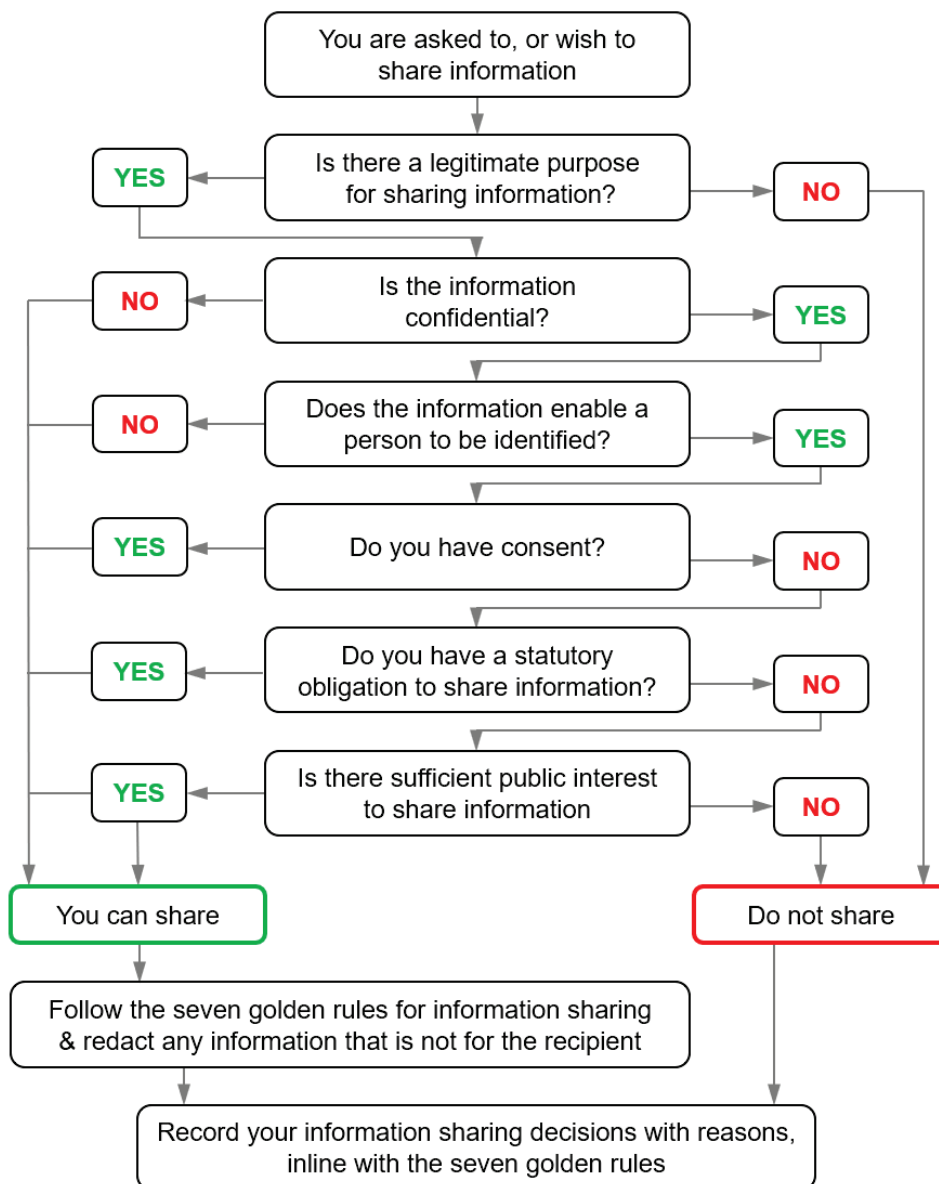 You are asked to, or wish to
share information
Is there a legitimate purpose
for sharing information?
YES
NO
Is the information
confidential?
NO
YES
Does the information enable a
person to be identified?
NO
YES
Do you have consent?
YES
NO
Do you have a statutory
obligation to share information?
YES
NO
Is there sufficient public interest
to share information
YES
NO
You can share
Do not share
Follow the seven golden rules for information sharing
& redact any information that is not for the recipient
Record your information sharing decisions with reasons,
inline with the seven golden rules